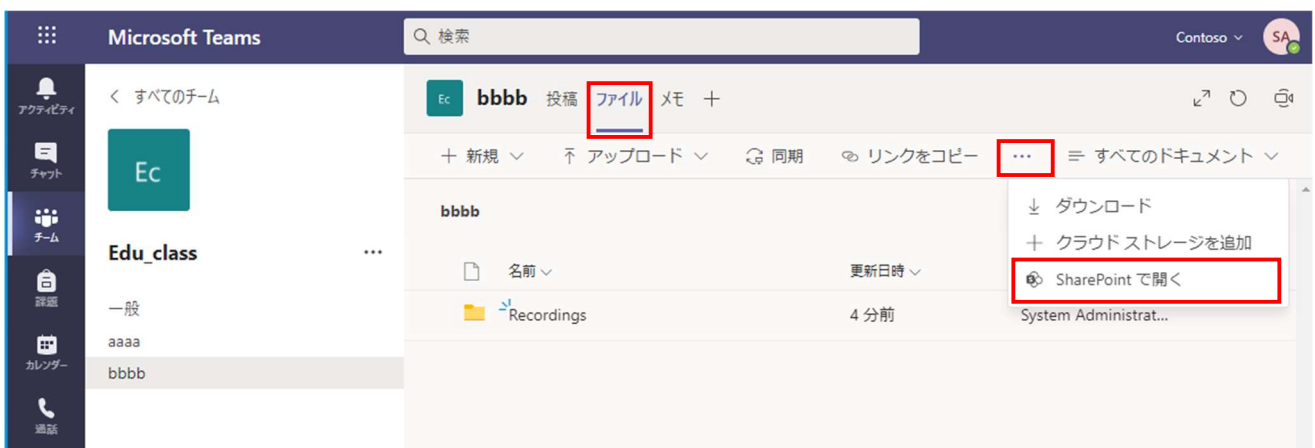 Microsoft Teams
検索
Contoso
SA
アクティビティ
チャット
チーム
課題
カレンダー
通話
すべてのチーム
Ec
Edu_class
一般
aaaa
bbbb
Ec bbbb 投稿 ファイル メモ
新規 アップロード 同期 リンクをコピー ... すべてのドキュメント
ダウンロード
クラウド ストレージを追加
SharePoint で開く
bbbb
名前 更新日時
Recordings 4 分前 System Administrat...